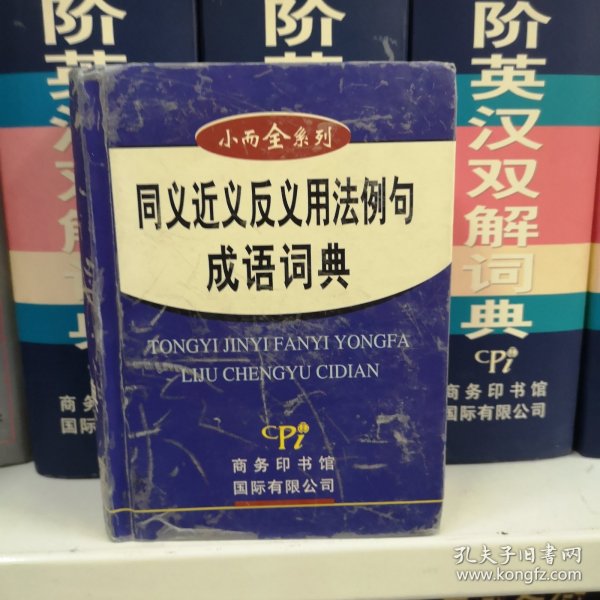 小而全系列
同义近义反义用法例句
成语词典
TONGYI JINYI FANYI YONGFA
LIJU CHENGYU CIDIAN
CPi
商务印书馆
国际有限公司
阶英汉双解词典
CPi
商务印书馆
国际有限公司
商务
国际
孔夫子旧书网
www.kongfz.com